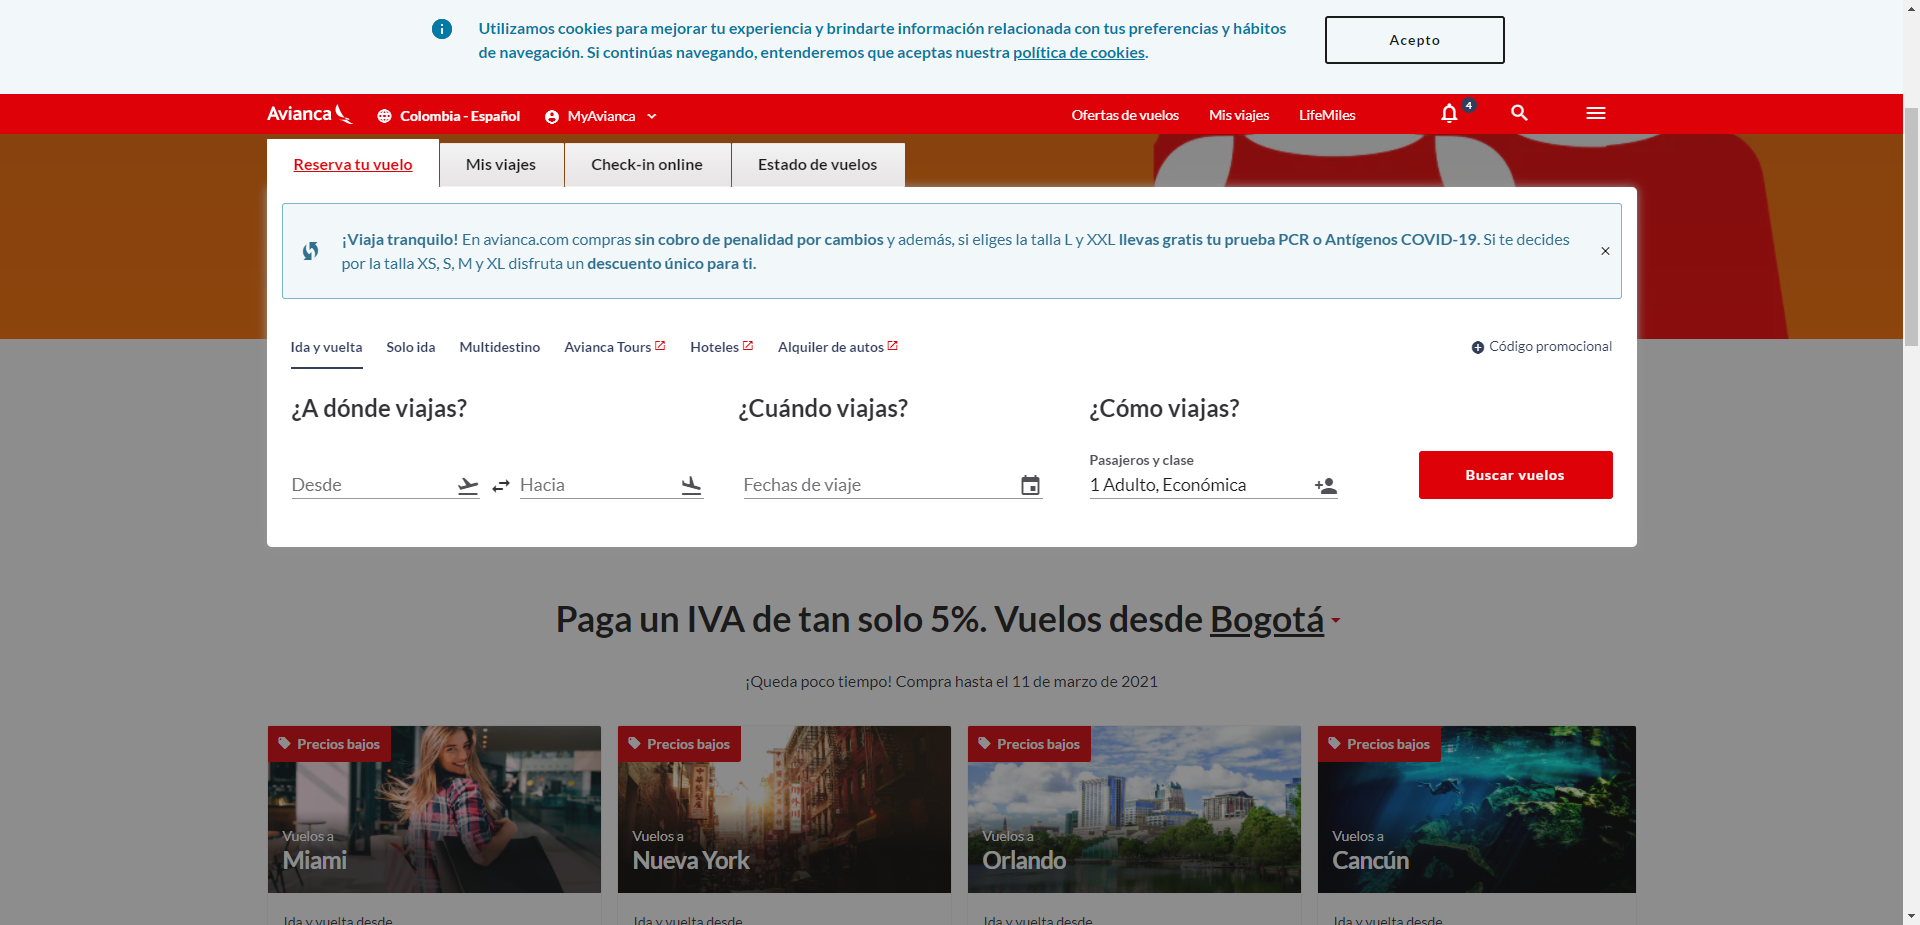 Utilizamos cookies para mejorar tu experiencia y brindarte información relacionada con tus preferencias y hábitos
de navegación. Si continúas navegando, entenderemos que aceptas nuestra política de cookies.
Acepto
Avianca
Colombia - Español
MyAvianca
Ofertas de vuelos
Mis viajes
LifeMiles
4
Reserva tu vuelo
Mis viajes
Check-in online
Estado de vuelos
¡Viaja tranquilo! En avianca.com compras sin cobro de penalidad por cambios y además, si eliges la talla L y XXL llevas gratis tu prueba PCR o Antígenos COVID-19. Si te decides
por la talla XS, S, M y XL disfruta un descuento único para ti.
Ida y vuelta
Solo ida
Multidestino
Avianca Tours
Hoteles
Alquiler de autos
Código promocional
¿A dónde viajas?
¿Cuándo viajas?
¿Cómo viajas?
Pasajeros y clase
Desde
Hacia
Fechas de viaje
1 Adulto, Económica
Buscar vuelos
Paga un IVA de tan solo 5%. Vuelos desde Bogotá
¡Queda poco tiempo! Compra hasta el 11 de marzo de 2021
Precios bajos
Vuelos a
Miami
Ida y vuelta desde
Precios bajos
Vuelos a
Nueva York
Ida y vuelta desde
Precios bajos
Vuelos a
Orlando
Ida y vuelta desde
Precios bajos
Vuelos a
Cancún
Ida y vuelta desde